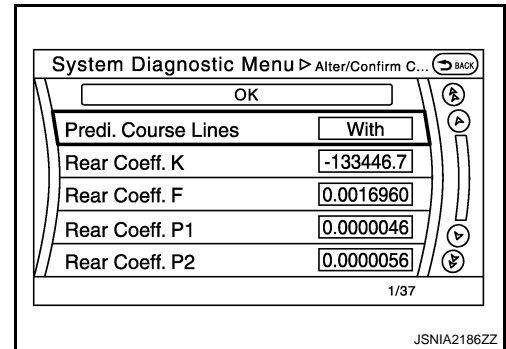 System Diagnostic Menu ▷ Alter/Confirm C... BACK
OK
Predi. Course Lines With
Rear Coeff. K -133446.7
Rear Coeff. F 0.0016960
Rear Coeff. P1 0.0000046
Rear Coeff. P2 0.0000056
1/37
JSNIA2186ZZ